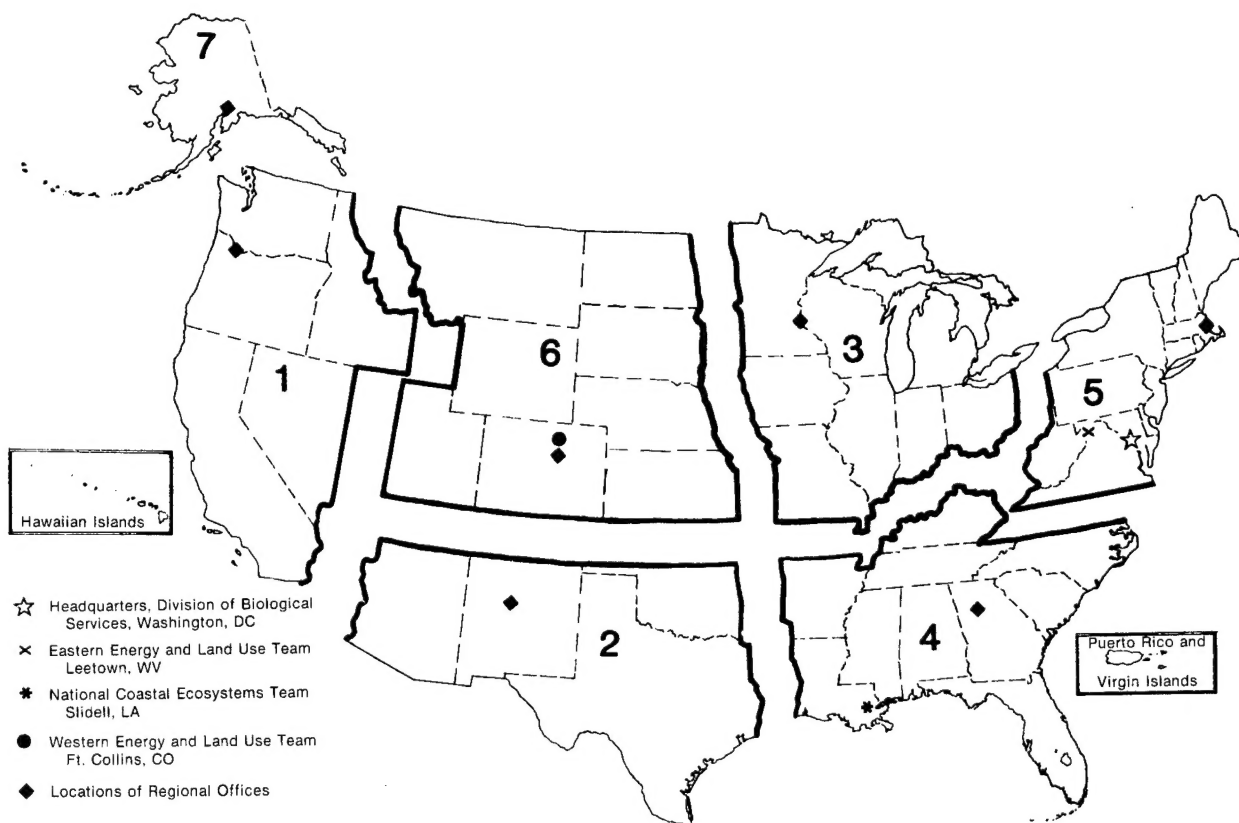 7
6
3
1
5
Hawaiian Islands
2
4
Puerto Rico and
Virgin Islands
Headquarters, Division of Biological
Services, Washington, DC
Eastern Energy and Land Use Team
Leetown, WV
National Coastal Ecosystems Team
Slidell, LA
Western Energy and Land Use Team
Ft. Collins, CO
Locations of Regional Offices